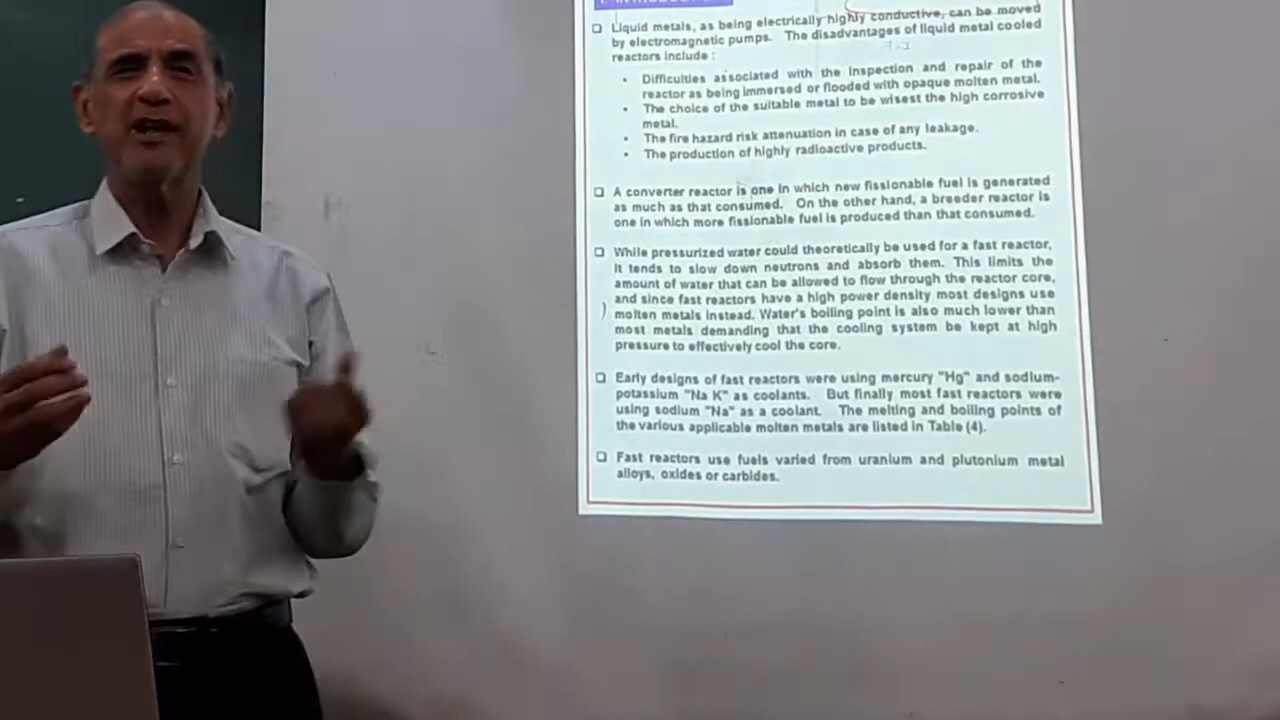 1. INTRODUCTION
❑ Liquid metals, as being electrically highly conductive, can be moved
by electromagnetic pumps. The disadvantages of liquid metal cooled
reactors include :
• Difficulties associated with the inspection and repair of the
reactor as being immersed or flooded with opaque molten metal.
• The choice of the suitable metal to be wisest the high corrosive
metal.
• The fire hazard risk attenuation in case of any leakage.
• The production of highly radioactive products.
❑ A converter reactor is one in which new fissionable fuel is generated
as much as that consumed. On the other hand, a breeder reactor is
one in which more fissionable fuel is produced than that consumed.
❑ While pressurized water could theoretically be used for a fast reactor,
it tends to slow down neutrons and absorb them. This limits the
amount of water that can be allowed to flow through the reactor core,
and since fast reactors have a high power density most designs use
molten metals instead. Water's boiling point is also much lower than
most metals demanding that the cooling system be kept at high
pressure to effectively cool the core.
❑ Early designs of fast reactors were using mercury "Hg" and sodium-
potassium "Na K" as coolants. But finally most fast reactors were
using sodium "Na" as a coolant. The melting and boiling points of
the various applicable molten metals are listed in Table (4).
❑ Fast reactors use fuels varied from uranium and plutonium metal
alloys, oxides or carbides.